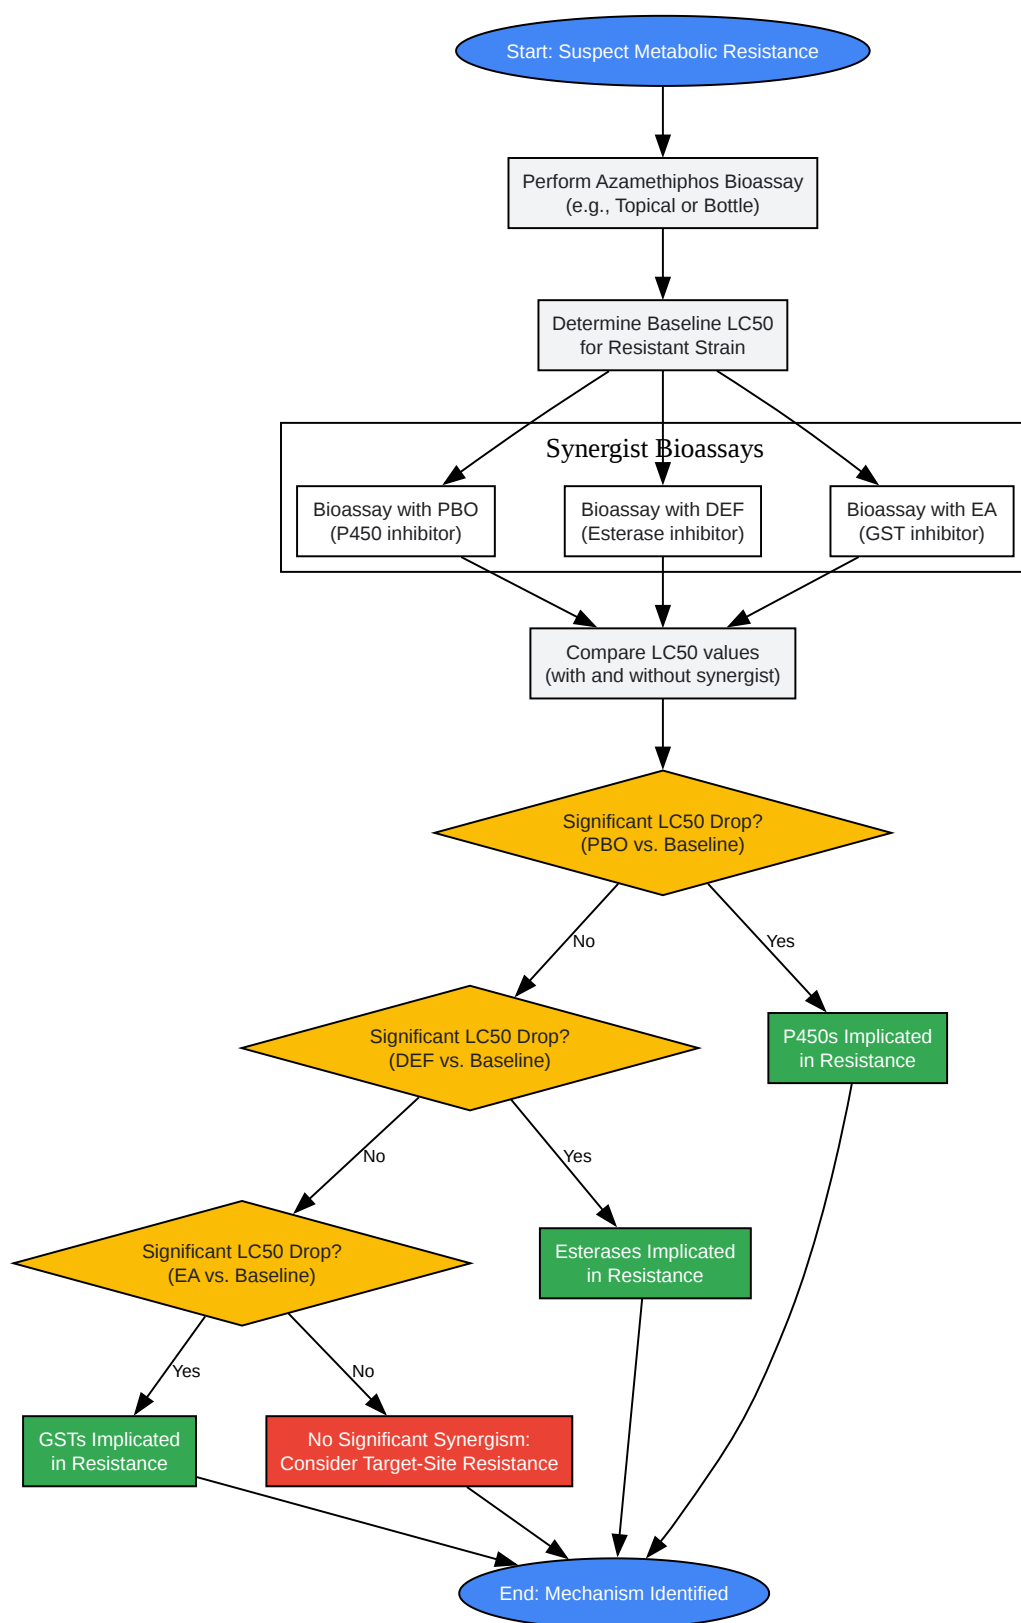 Start: Suspect Metabolic Resistance
Perform Azamethiphos Bioassay
(e.g., Topical or Bottle)
Determine Baseline LC50
for Resistant Strain
Synergist Bioassays
Bioassay with PBO
(P450 inhibitor)
Bioassay with DEF
(Esterase inhibitor)
Bioassay with EA
(GST inhibitor)
Compare LC50 values
(with and without synergist)
Significant LC50 Drop?
(PBO vs. Baseline)
No
Yes
Significant LC50 Drop?
(DEF vs. Baseline)
P450s Implicated
in Resistance
No
Yes
Significant LC50 Drop?
(EA vs. Baseline)
Esterases Implicated
in Resistance
Yes
No
GSTs Implicated
in Resistance
No Significant Synergism:
Consider Target-Site Resistance
End: Mechanism Identified